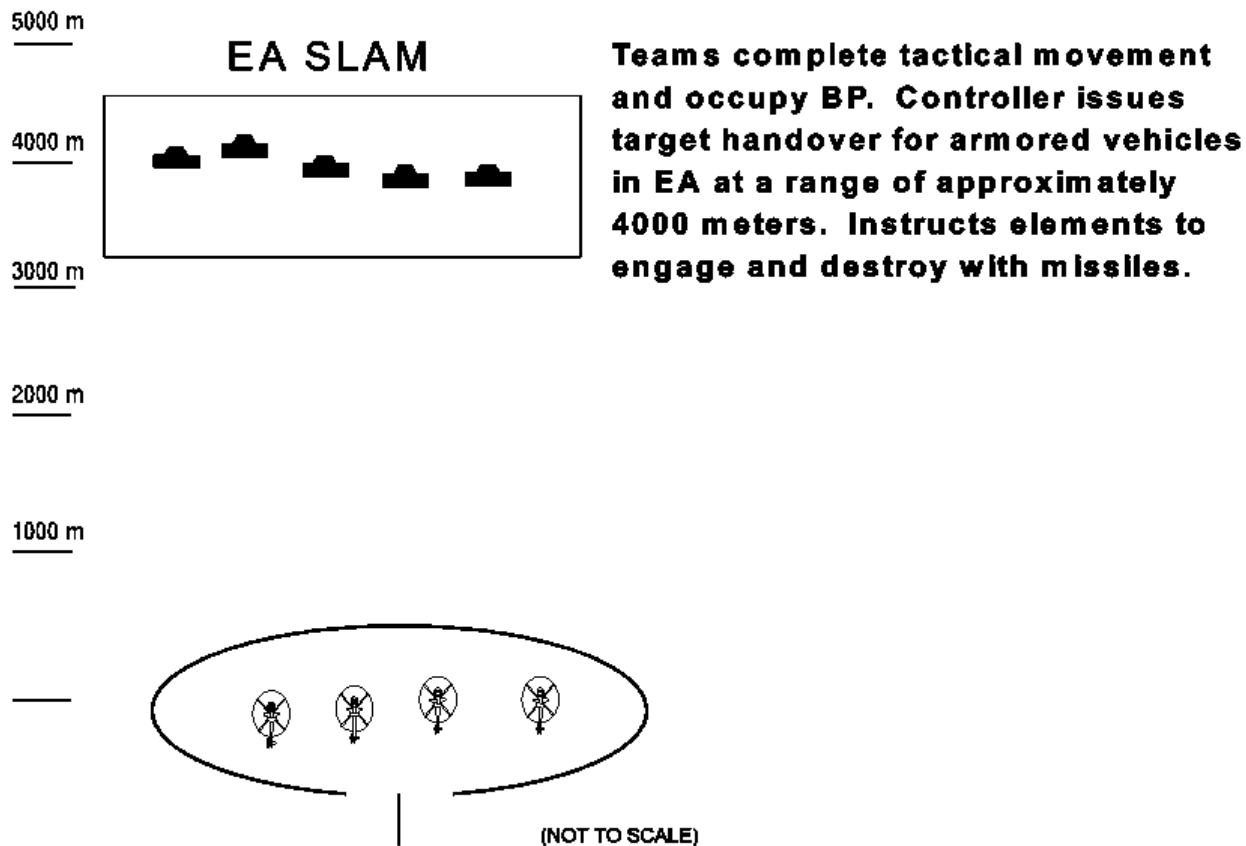 5000 m
EA SLAM
Teams complete tactical movement
and occupy BP. Controller issues
target handover for armored vehicles
in EA at a range of approximately
4000 meters. Instructs elements to
engage and destroy with missiles.
4000 m
3000 m
2000 m
1000 m
(NOT TO SCALE)